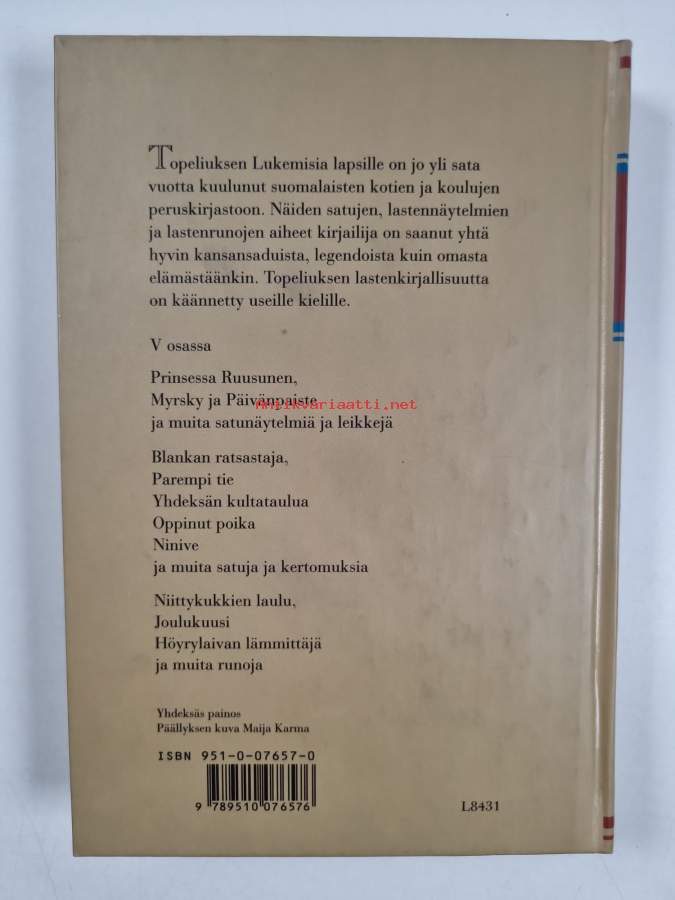 Topeliuksen Lukemisia lapsille on jo yli sata
vuotta kuulunut suomalaisten kotien ja koulujen
peruskirjastoon. Näiden satujen, lastennäytelmien
ja lastenrunojen aiheet kirjailija on saanut yhtä
hyvin kansansaduista, legendoista kuin omasta
elämästäänkin. Topeliuksen lastenkirjallisuutta
on käännetty useille kielille.
V osassa
Prinsessa Ruusunen,
Myrsky ja Päivänpaiste
Antikvariaatti.net
ja muita satunäytelmiä ja leikkejä
Blankan ratsastaja,
Parempi tie
Yhdeksän kultataulua
Oppinut poika
Ninive
ja muita satuja ja kertomuksia
Niittykukkien laulu,
Joulukuusi
Höyrylaivan lämmittäjä
ja muita runoja
Yhdeksäs painos
Päällyksen kuva Maija Karma
ISBN 951-0-07657-0
9 789510 076576
L8431